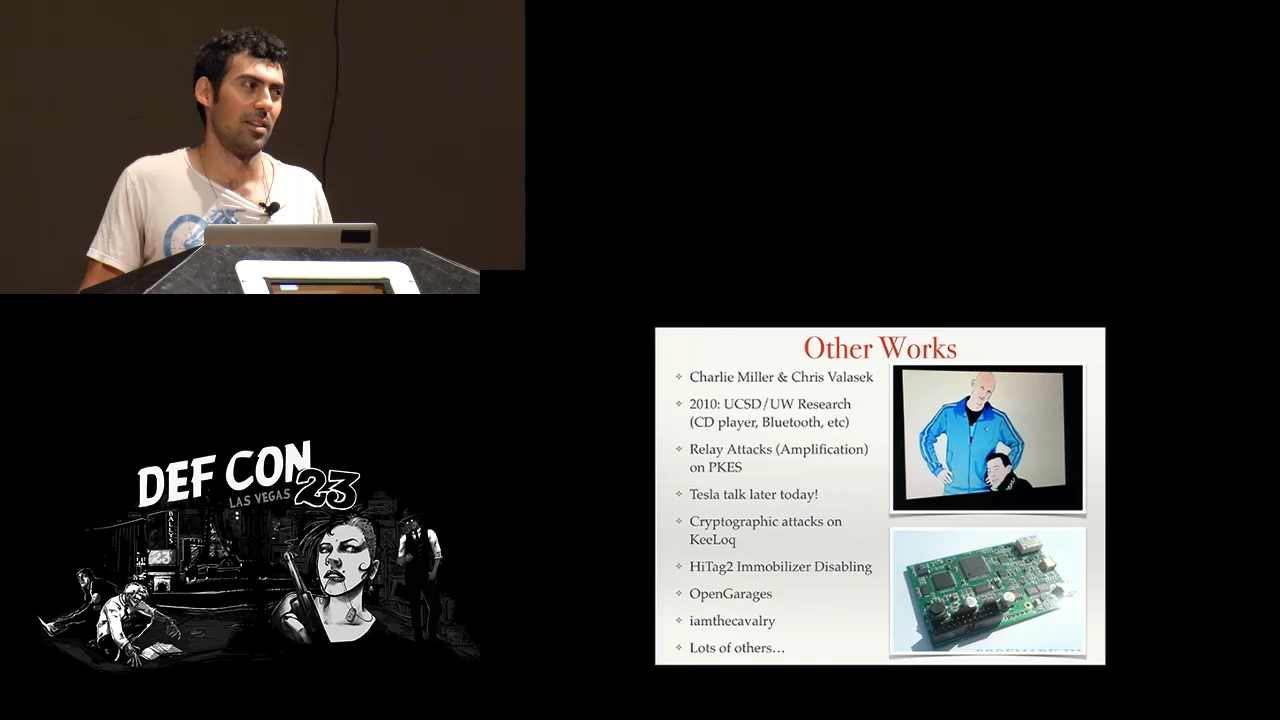 DEF CON
LAS VEGAS 23
BALLYS
Other Works
Charlie Miller & Chris Valasek
2010: UCSD/UW Research
(CD player, Bluetooth, etc)
Relay Attacks (Amplification)
on PKES
Tesla talk later today!
Cryptographic attacks on
KeeLoq
HiTag2 Immobilizer Disabling
OpenGarages
iamthecavalry
Lots of others…